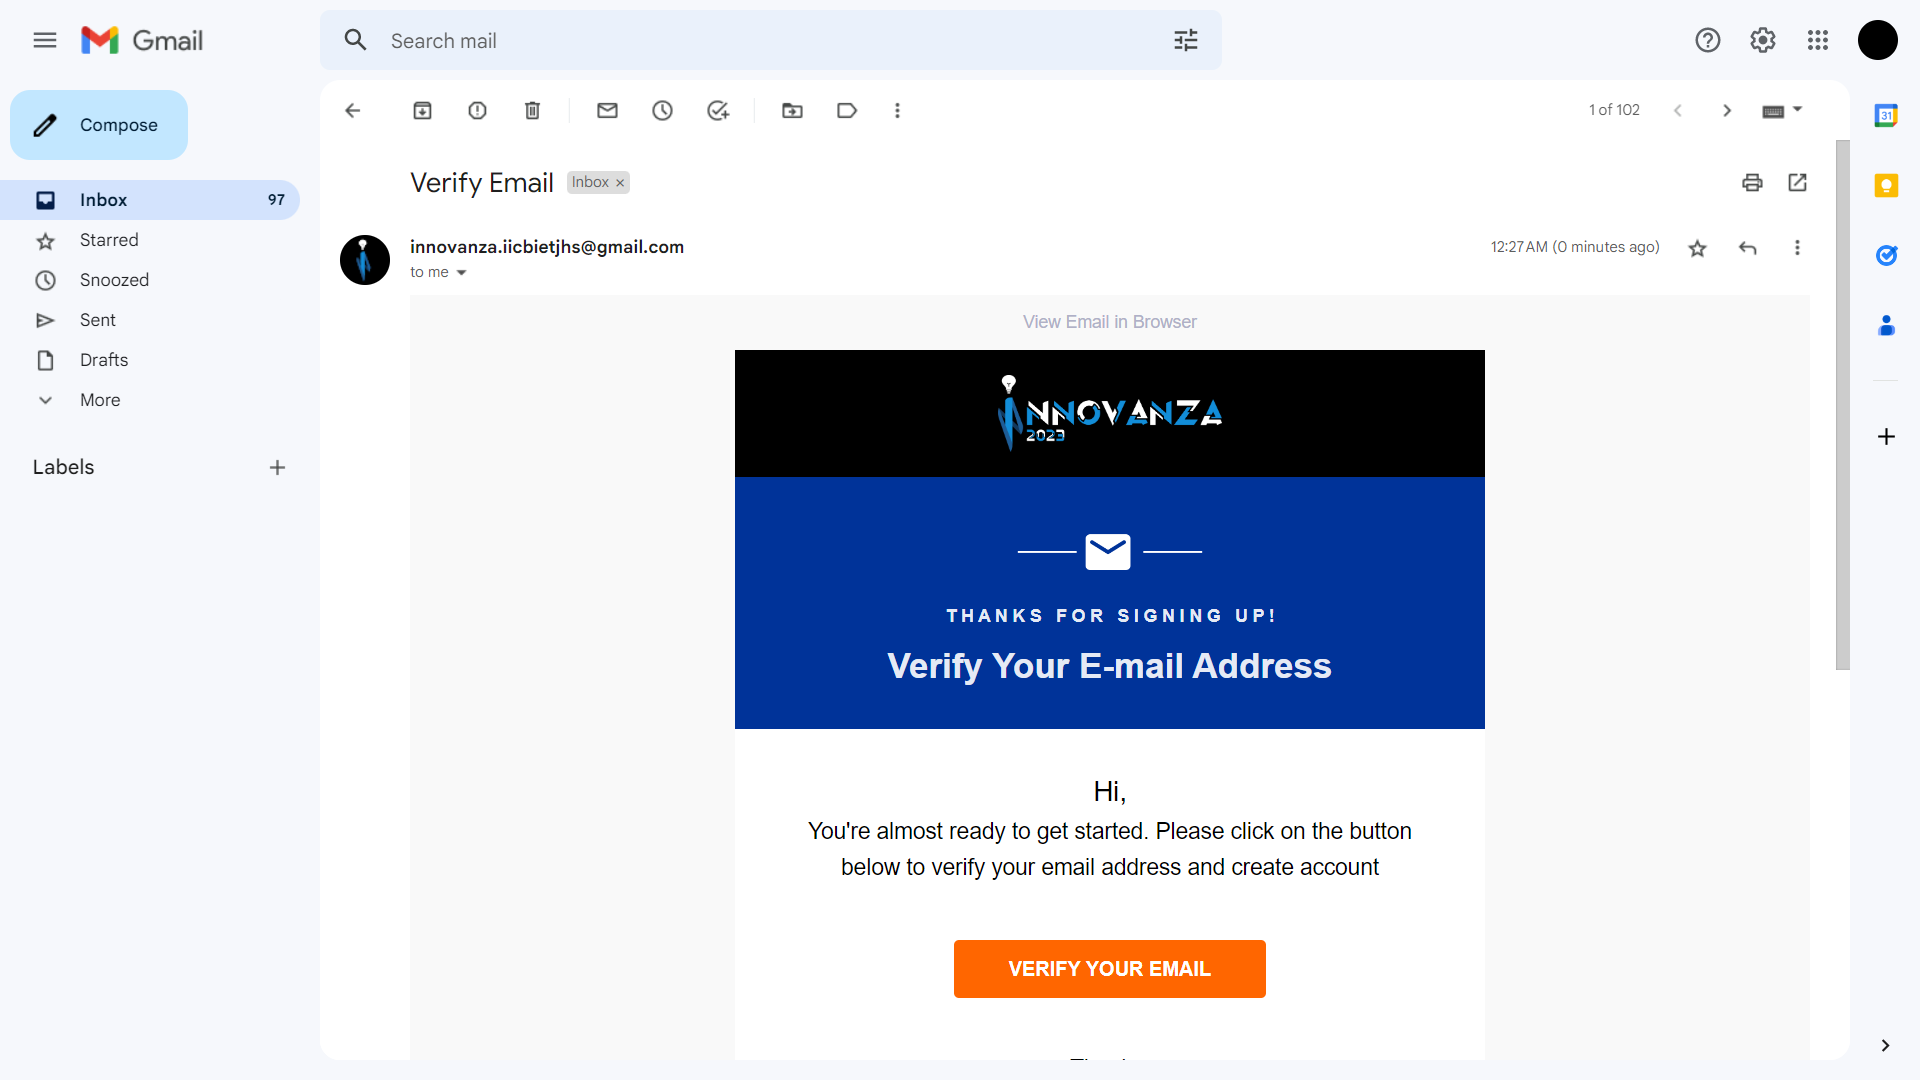 Gmail
Search mail
Compose
1 of 102
Inbox 97
Starred
Snoozed
Sent
Drafts
More
Labels
Verify Email Inbox ×
innovanza.iicbietjhs@gmail.com
12:27 AM (0 minutes ago)
to me
31
View Email in Browser
INNOVANZA
2023
THANKS FOR SIGNING UP!
Verify Your E-mail Address
Hi,
You're almost ready to get started. Please click on the button
below to verify your email address and create account
VERIFY YOUR EMAIL